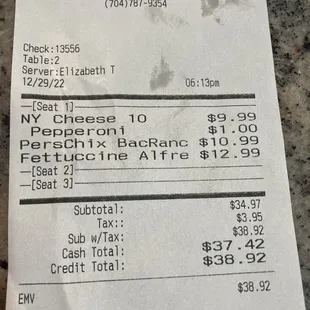 (704)787-9354
Check:13556
Table:2
Server:Elizabeth T
12/29/22 06:13pm
[Seat 1]
NY Cheese 10 $9.99
Pepperoni $1.00
PersChix BacRanc $10.99
Fettuccine Alfre $12.99
[Seat 2]
[Seat 3]
Subtotal: $34.97
Tax:: $3.95
Sub w/Tax: $38.92
Cash Total: $37.42
Credit Total: $38.92
EMV $38.92